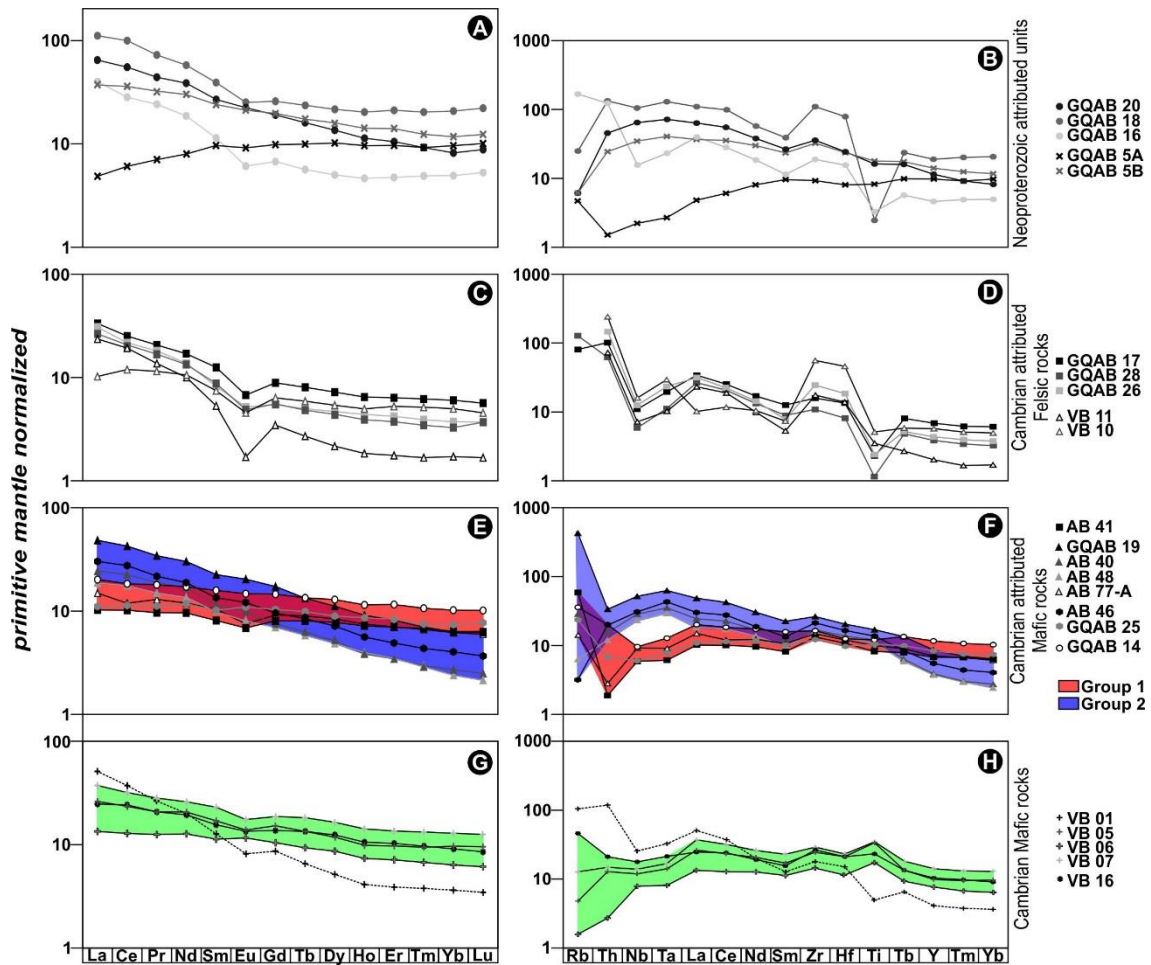 primitive mantle normalized
100
10
1
A
1000
100
10
1
B
Neoproterozoic attributed units
GQAB 20
GQAB 18
GQAB 16
GQAB 5A
GQAB 5B
100
10
1
C
1000
100
10
1
D
Cambrian attributed
Felsic rocks
GQAB 17
GQAB 28
GQAB 26
VB 11
VB 10
100
10
1
E
1000
100
10
1
F
Cambrian attributed
Mafic rocks
AB 41
GQAB 19
AB 40
AB 48
AB 77-A
AB 46
GQAB 25
GQAB 14
Group 1
Group 2
100
10
1
G
La Ce Pr Nd Sm Eu Gd Tb Dy Ho Er Tm Yb Lu
1000
100
10
1
H
Rb Th Nb Ta La Ce Nd Sm Zr Hf Ti Tb Y Tm Yb
Cambrian Mafic rocks
VB 01
VB 05
VB 06
VB 07
VB 16